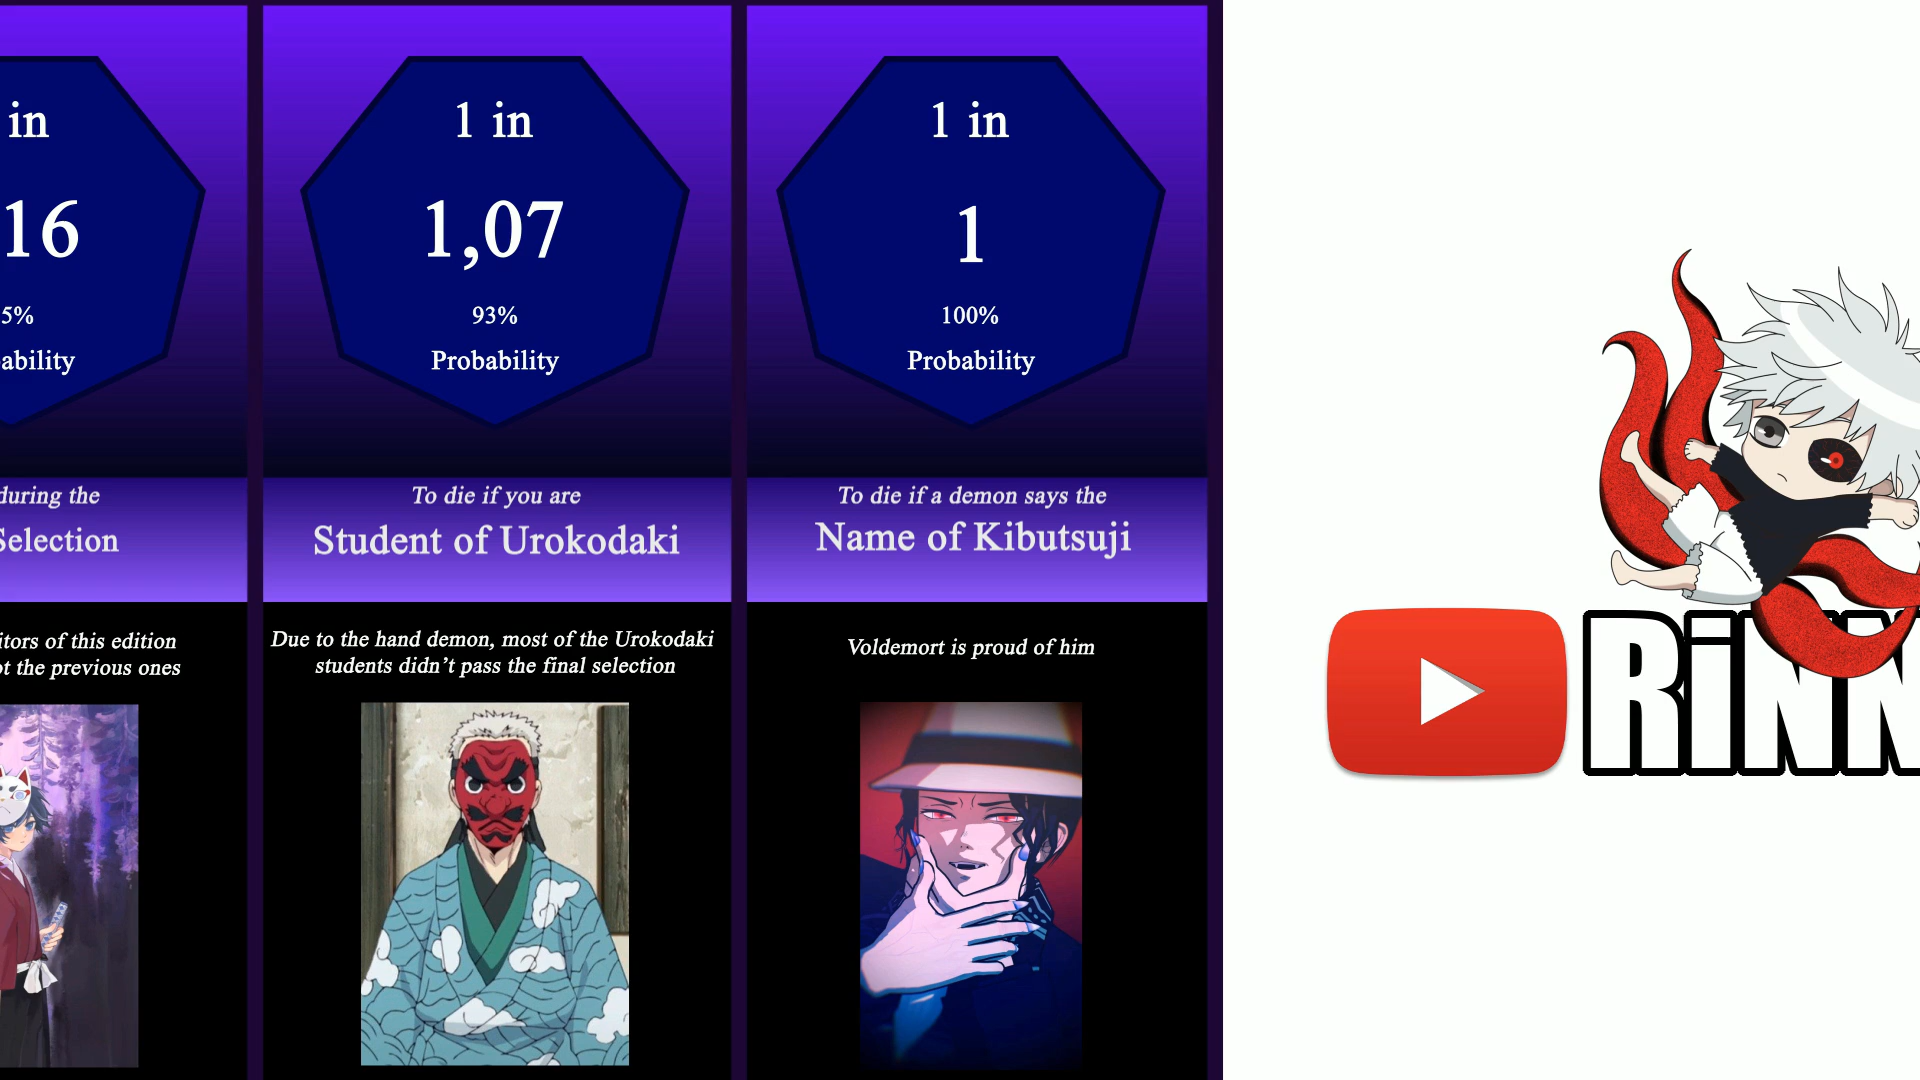 in
16
5%
ability
during the
Selection
itors of this edition
ot the previous ones
1 in
1,07
93%
Probability
To die if you are
Student of Urokodaki
Due to the hand demon, most of the Urokodaki
students didn't pass the final selection
1 in
1
100%
Probability
To die if a demon says the
Name of Kibutsuji
Voldemort is proud of him
RiNN